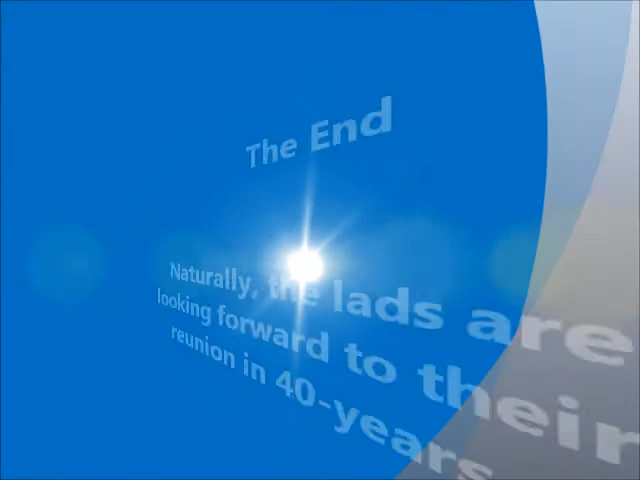 The End
Naturally, the lads are
looking forward to their
reunion in 40-years